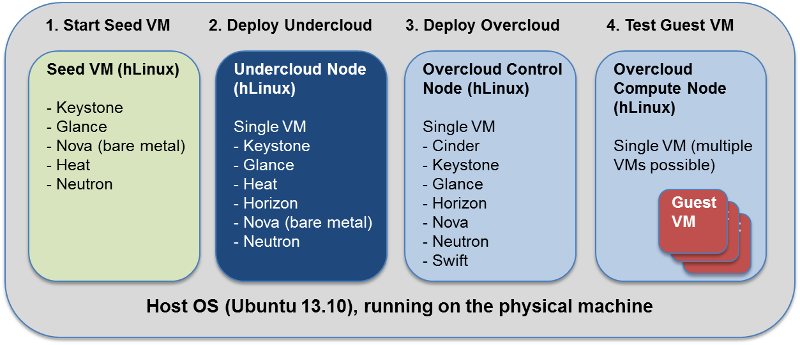 1. Start Seed VM
2. Deploy Undercloud
3. Deploy Overcloud
4. Test Guest VM
Seed VM (hLinux)
- Keystone
- Glance
- Nova (bare metal)
- Heat
- Neutron
Undercloud Node
(hLinux)
Single VM
- Keystone
- Glance
- Heat
- Horizon
- Nova (bare metal)
- Neutron
Overcloud Control
Node (hLinux)
Single VM
- Cinder
- Keystone
- Glance
- Horizon
- Nova
- Neutron
- Swift
Overcloud
Compute Node
(hLinux)
Single VM (multiple
VMs possible)
Guest
VM
Host OS (Ubuntu 13.10), running on the physical machine